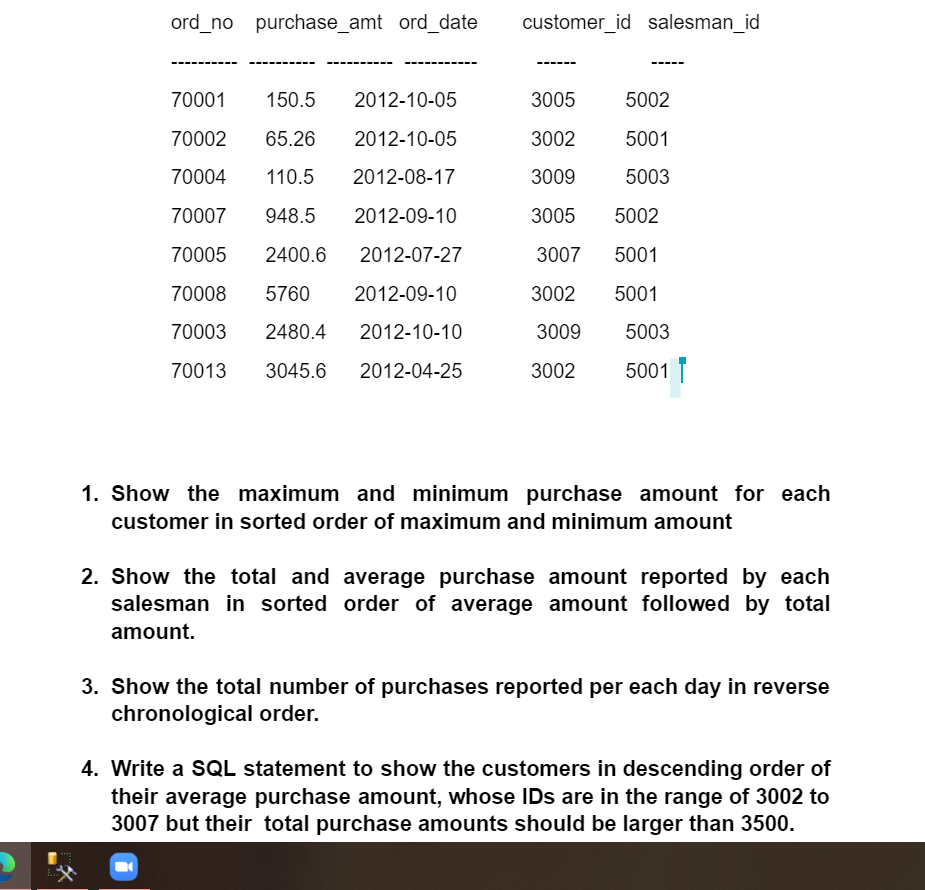 ord_no purchase_amt ord_date customer_id salesman_id
---------- ---------- ---------- ----------- ------ -----
70001 150.5 2012-10-05 3005 5002
70002 65.26 2012-10-05 3002 5001
70004 110.5 2012-08-17 3009 5003
70007 948.5 2012-09-10 3005 5002
70005 2400.6 2012-07-27 3007 5001
70008 5760 2012-09-10 3002 5001
70003 2480.4 2012-10-10 3009 5003
70013 3045.6 2012-04-25 3002 5001
1. Show the maximum and minimum purchase amount for each
customer in sorted order of maximum and minimum amount
2. Show the total and average purchase amount reported by each
salesman in sorted order of average amount followed by total
amount.
3. Show the total number of purchases reported per each day in reverse
chronological order.
4. Write a SQL statement to show the customers in descending order of
their average purchase amount, whose IDs are in the range of 3002 to
3007 but their total purchase amounts should be larger than 3500.